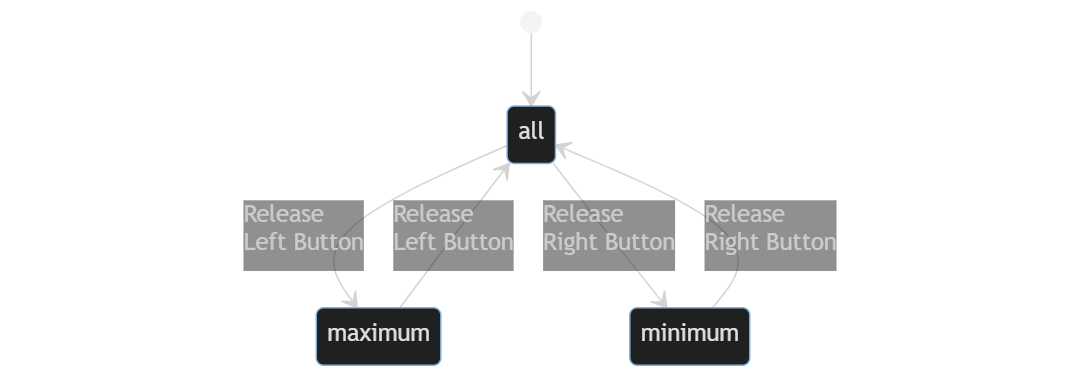 all
Release
Left Button
Release
Left Button
Release
Right Button
Release
Right Button
maximum
minimum